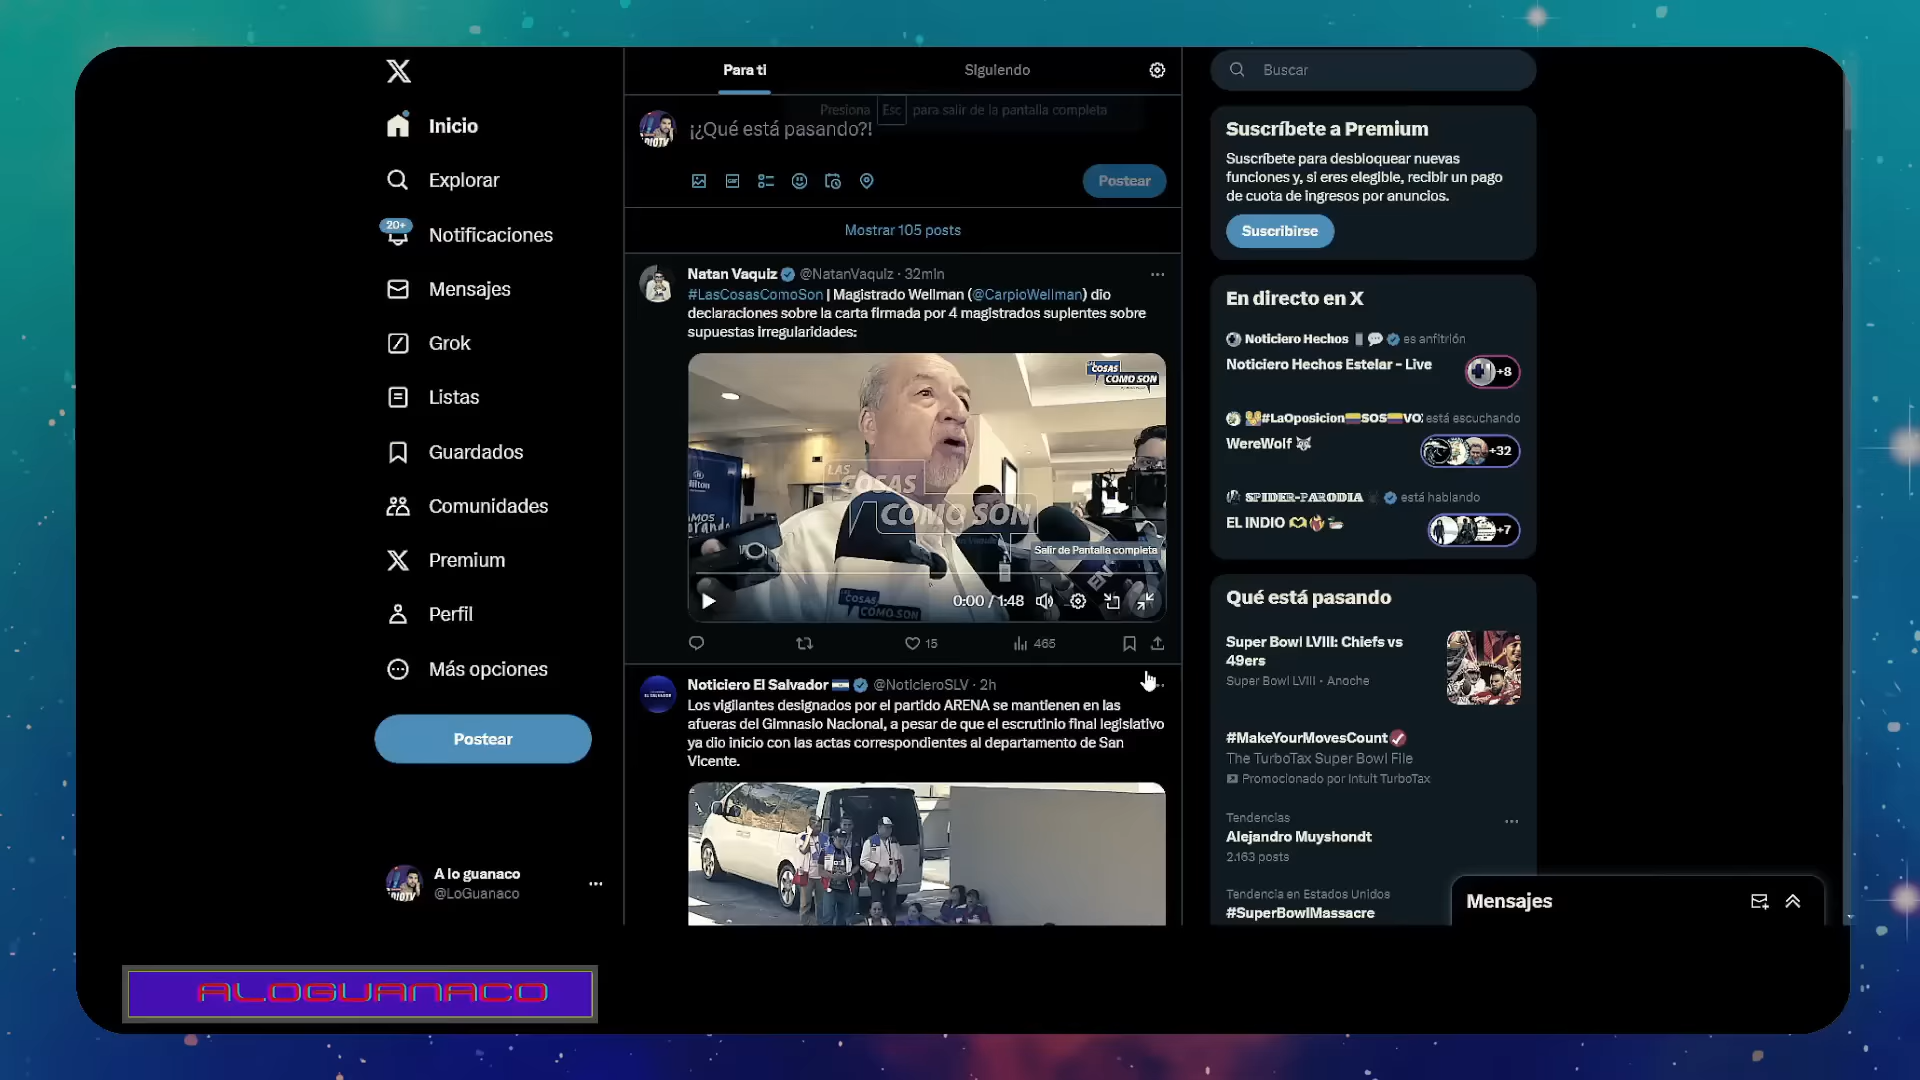 Inicio
Explorar
20+
Notificaciones
Mensajes
Grok
Listas
Guardados
Comunidades
Premium
Perfil
Más opciones
Postear
A lo guanaco
@LoGuanaco
Para ti
Siguiendo
Presiona Esc para salir de la pantalla completa
¡¿Qué está pasando?!
Postear
Mostrar 105 posts
Natan Vaquiz @NatanVaquiz · 32min
#LasCosasComoSon | Magistrado Wellman (@CarpioWellman) dio
declaraciones sobre la carta firmada por 4 magistrados suplentes sobre
supuestas irregularidades:
COSAS
COMO SON
LAS
COSAS
COMO SON
Salir de Pantalla completa
COSAS
COMO SON
0:00 / 1:48
15
465
Noticiero El Salvador @NoticieroSLV · 2h
Los vigilantes designados por el partido ARENA se mantienen en las
afueras del Gimnasio Nacional, a pesar de que el escrutinio final legislativo
ya dio inicio con las actas correspondientes al departamento de San
Vicente.
Buscar
Suscríbete a Premium
Suscríbete para desbloquear nuevas
funciones y, si eres elegible, recibir un pago
de cuota de ingresos por anuncios.
Suscribirse
En directo en X
Noticiero Hechos es anfitrión
Noticiero Hechos Estelar – Live
+8
#LaOposicion SOS VO está escuchando
WereWolf
+32
SPIDER-PARODIA está hablando
EL INDIO
+7
Qué está pasando
Super Bowl LVIII: Chiefs vs
49ers
Super Bowl LVIII · Anoche
#MakeYourMovesCount
The TurboTax Super Bowl File
Promocionado por Intuit TurboTax
Tendencias
Alejandro Muyshondt
2.163 posts
Tendencia en Estados Unidos
#SuperBowlMassacre
Mensajes
ALOGUANACO